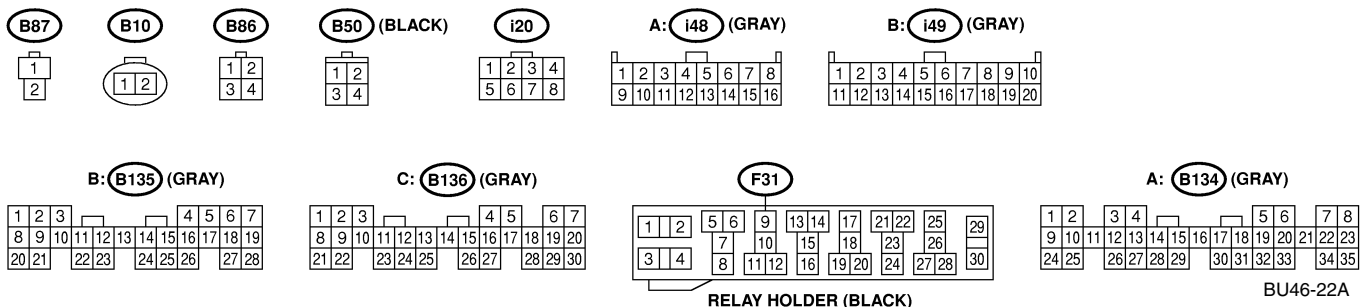 B87 B10 B86 B50 (BLACK) i20 A: i48 (GRAY) B: i49 (GRAY)
1 1 2 1 2 1 2 1 2 3 4 1 2 3 4 5 6 7 8 1 2 3 4 5 6 7 8 9 10
2 3 4 3 4 5 6 7 8 9 10 11 12 13 14 15 16 11 12 13 14 15 16 17 18 19 20
B: B135 (GRAY) C: B136 (GRAY) F31 A: B134 (GRAY)
1 2 3 4 5 6 7 1 2 3 4 5 6 7 1 2 5 6 9 13 14 17 21 22 25 29 1 2 3 4 5 6 7 8
8 9 10 11 12 13 14 15 16 17 18 19 8 9 10 11 12 13 14 15 16 17 18 19 20 7 10 15 18 23 26 9 10 11 12 13 14 15 16 17 18 19 20 21 22 23
20 21 22 23 24 25 26 27 28 21 22 23 24 25 26 27 28 29 30 3 4 8 11 12 16 19 20 24 27 28 30 24 25 26 27 28 29 30 31 32 33 34 35
RELAY HOLDER (BLACK)
BU46-22A